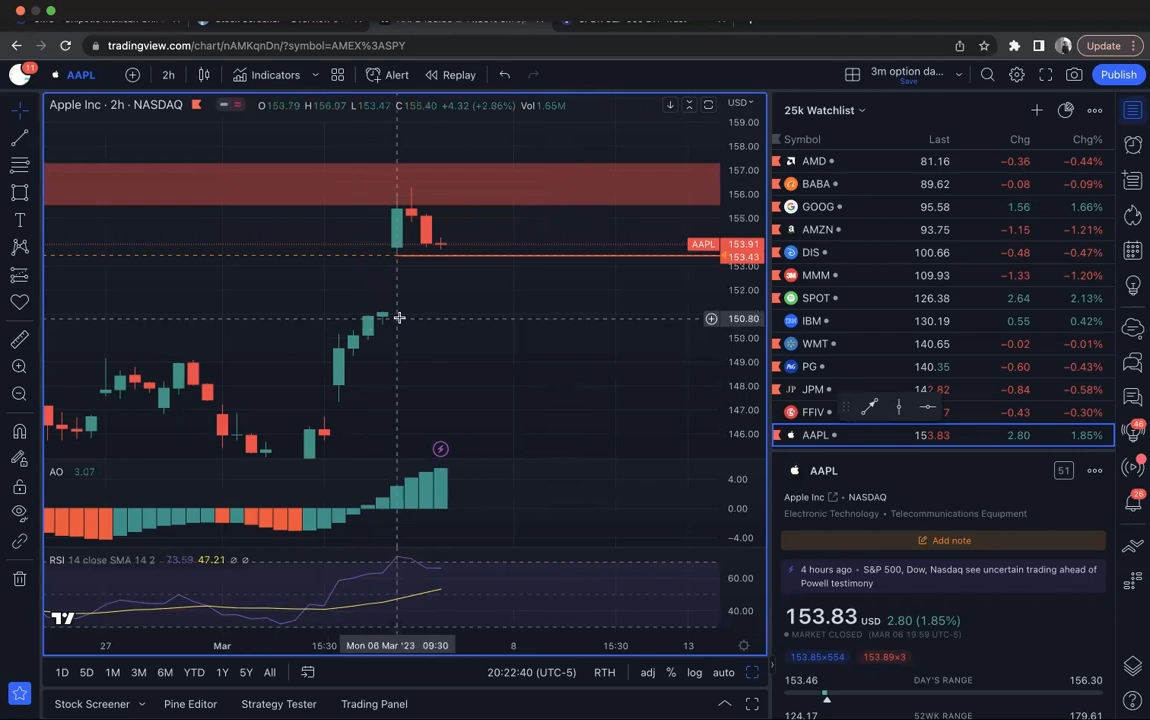 tradingview.com/chart/nAMKqnDn/?symbol=AMEX%3ASPY
Update
11
AAPL
2h
Indicators
Alert
Replay
3m option da...
Save
Publish
Apple Inc · 2h · NASDAQ
O153.79 H156.07 L153.47 C155.40 +4.32 (+2.86%) Vol1.65M
USD
159.00
158.00
157.00
156.00
155.00
AAPL 153.91
153.43
153.00
152.00
150.80
150.00
149.00
148.00
147.00
146.00
AO 3.07
4.00
0.00
−4.00
RSI 14 close SMA 14 2 73.59 47.21 ∅ ∅
60.00
40.00
27
Mar
15:30
Mon 06 Mar '23 09:30
8
15:30
13
1D 5D 1M 3M 6M YTD 1Y 5Y All
20:22:40 (UTC-5)
RTH
adj % log auto
Stock Screener
Pine Editor
Strategy Tester
Trading Panel
25k Watchlist
Symbol Last Chg Chg%
AMD 81.16 −0.36 −0.44%
BABA 89.62 −0.08 −0.09%
GOOG 95.58 1.56 1.66%
AMZN 93.75 −1.15 −1.21%
DIS 100.66 −0.48 −0.47%
MMM 109.93 −1.33 −1.20%
SPOT 126.38 2.64 2.13%
IBM 130.19 0.55 0.42%
WMT 140.65 −0.02 −0.01%
PG 140.35 −0.60 −0.43%
JPM 142.82 −0.84 −0.58%
FFIV 7 −0.43 −0.30%
AAPL 153.83 2.80 1.85%
AAPL
51
Apple Inc NASDAQ
Electronic Technology • Telecommunications Equipment
Add note
4 hours ago • S&P 500, Dow, Nasdaq see uncertain trading ahead of
Powell testimony
153.83 USD 2.80 (1.85%)
MARKET CLOSED (MAR 06 19:59 UTC-5)
153.85×554 153.89×3
153.46 DAY'S RANGE 156.30
124.17 52WK RANGE 179.61
46
26